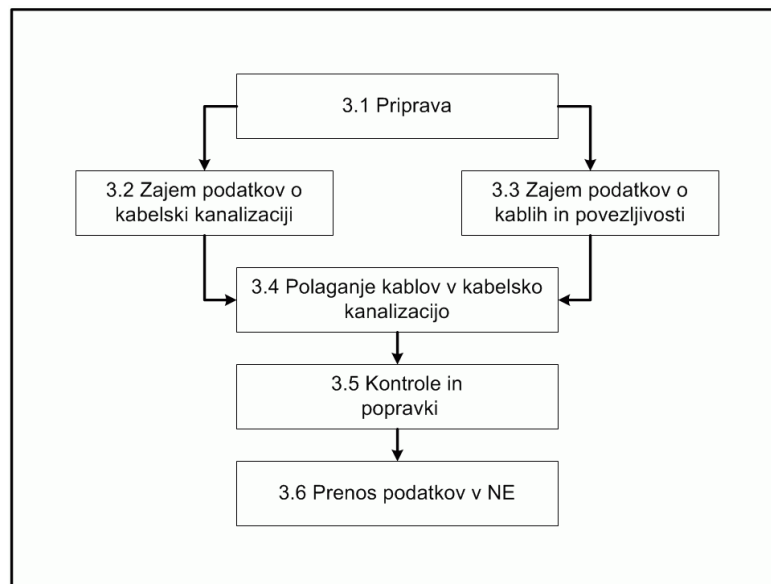 3.1 Priprava
3.2 Zajem podatkov o
kabelski kanalizaciji
3.3 Zajem podatkov o
kablih in povezljivosti
3.4 Polaganje kablov v kabelsko
kanalizacijo
3.5 Kontrole in
popravki
3.6 Prenos podatkov v NE